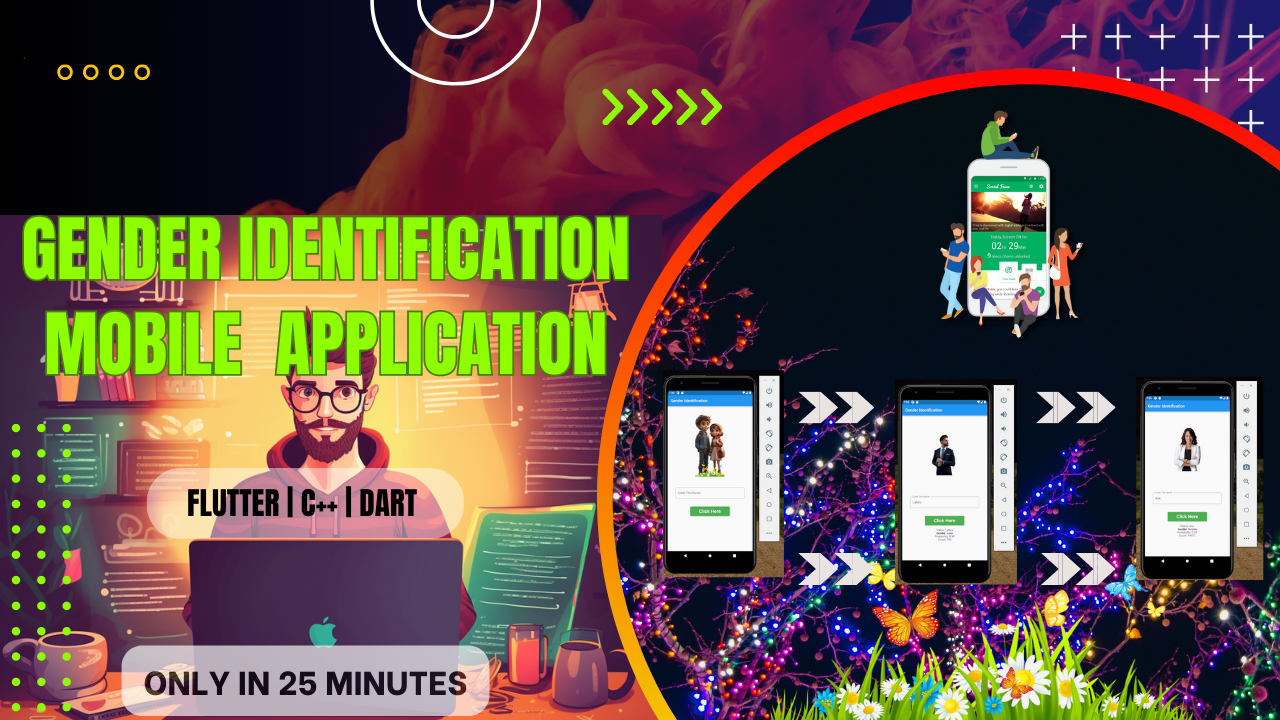 GENDER IDENTIFICATION
MOBILE APPLICATION
FLUTTER | C++ | DART
ONLY IN 25 MINUTES
Gender Identification
Click Here
Gender Identification
Click Here
Gender Identification
Click Here